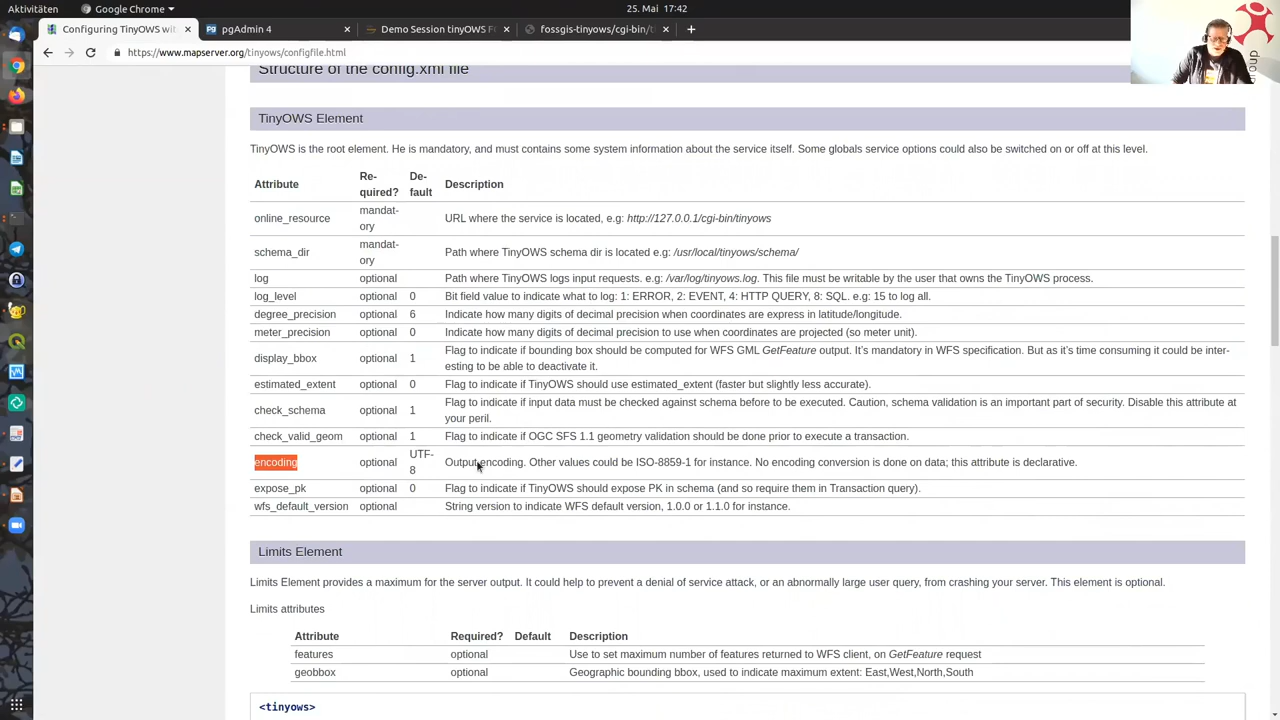 Aktivitäten
Google Chrome
25. Mai 17:42
Configuring TinyOWS wit
pgAdmin 4
Demo Session tinyOWS F
fossgis-tinyows/cgi-bin/t
https://www.mapserver.org/tinyows/configfile.html
Structure of the config.xml file
TinyOWS Element
TinyOWS is the root element. He is mandatory, and must contains some system information about the service itself. Some globals service options could also be switched on or off at this level.
Attribute Re-quired? De-fault Description
online_resource mandat-ory URL where the service is located, e.g: http://127.0.0.1/cgi-bin/tinyows
schema_dir mandat-ory Path where TinyOWS schema dir is located e.g: /usr/local/tinyows/schema/
log optional Path where TinyOWS logs input requests. e.g: /var/log/tinyows.log. This file must be writable by the user that owns the TinyOWS process.
log_level optional 0 Bit field value to indicate what to log: 1: ERROR, 2: EVENT, 4: HTTP QUERY, 8: SQL. e.g: 15 to log all.
degree_precision optional 6 Indicate how many digits of decimal precision when coordinates are express in latitude/longitude.
meter_precision optional 0 Indicate how many digits of decimal precision to use when coordinates are projected (so meter unit).
display_bbox optional 1 Flag to indicate if bounding box should be computed for WFS GML GetFeature output. It's mandatory in WFS specification. But as it's time consuming it could be inter-
esting to be able to deactivate it.
estimated_extent optional 0 Flag to indicate if TinyOWS should use estimated_extent (faster but slightly less accurate).
check_schema optional 1 Flag to indicate if input data must be checked against schema before to be executed. Caution, schema validation is an important part of security. Disable this attribute at
your peril.
check_valid_geom optional 1 Flag to indicate if OGC SFS 1.1 geometry validation should be done prior to execute a transaction.
encoding optional UTF-8 Output encoding. Other values could be ISO-8859-1 for instance. No encoding conversion is done on data; this attribute is declarative.
expose_pk optional 0 Flag to indicate if TinyOWS should expose PK in schema (and so require them in Transaction query).
wfs_default_version optional String version to indicate WFS default version, 1.0.0 or 1.1.0 for instance.
Limits Element
Limits Element provides a maximum for the server output. It could help to prevent a denial of service attack, or an abnormally large user query, from crashing your server. This element is optional.
Limits attributes
Attribute Required? Default Description
features optional Use to set maximum number of features returned to WFS client, on GetFeature request
geobbox optional Geographic bounding bbox, used to indicate maximum extent: East,West,North,South
<tinyows>